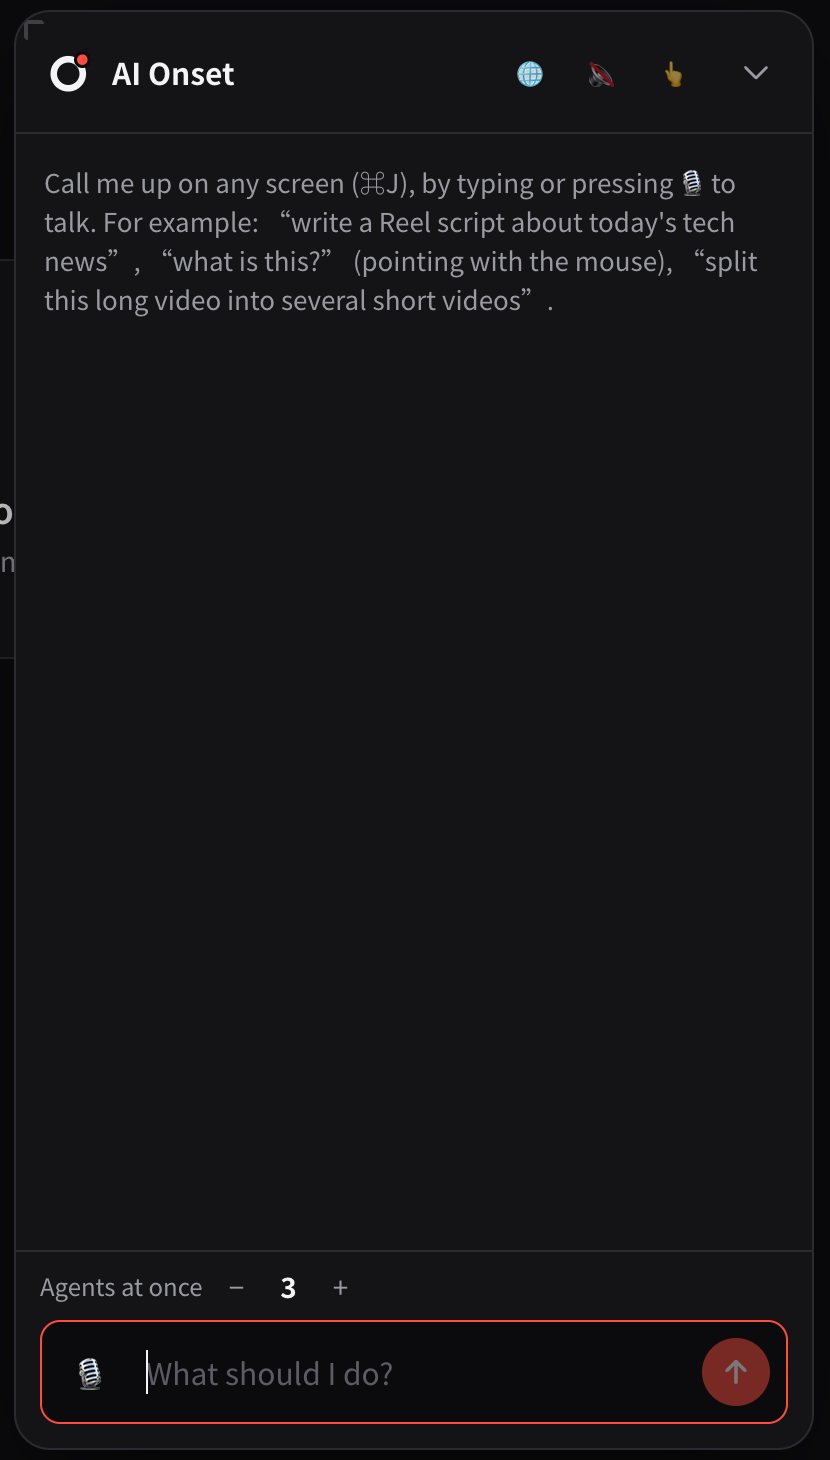 AI Onset
Call me up on any screen (⌘J), by typing or pressing 🎙 to
talk. For example: “write a Reel script about today's tech
news”, “what is this?” (pointing with the mouse), “split
this long video into several short videos”.
o
n
Agents at once − 3 +
What should I do?